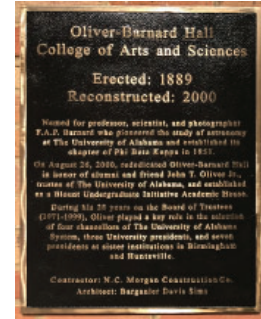 Oliver-Barnard Hall
College of Arts and Sciences
Erected: 1889
Reconstructed: 2000
Named for professor, scientist, and photographer
F.A.P. Barnard who pioneered the study of astronomy
at The University of Alabama and established its
chapter of Phi Beta Kappa in 1851.
On August 26, 2000, rededicated Oliver-Barnard Hall
in honor of alumni and friend John T. Oliver Jr.,
trustee of The University of Alabama, and established
as a Blount Undergraduate Initiative Academic House.
During his 28 years on the Board of Trustees
(1971-1999), Oliver played a key role in the selection
of four chancellors of The University of Alabama
System, three University presidents, and seven
presidents at sister institutions in Birmingham
and Huntsville.
Contractor: N.C. Morgan Construction Co.
Architect: Barganier Davis Sims